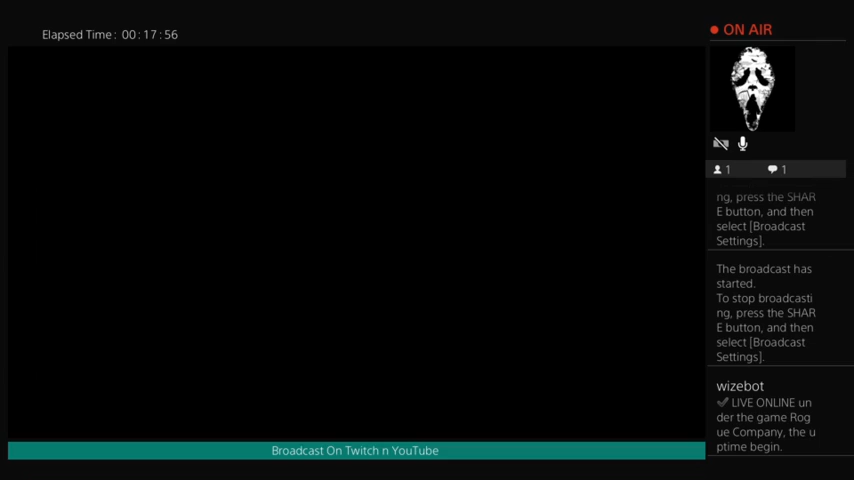 Elapsed Time: 00:17:56
ON AIR
1 1
ng, press the SHAR
E button, and then
select [Broadcast
Settings].
The broadcast has
started.
To stop broadcasti
ng, press the SHAR
E button, and then
select [Broadcast
Settings].
wizebot
LIVE ONLINE un
der the game Rog
ue Company, the u
ptime begin.
Broadcast On Twitch n YouTube